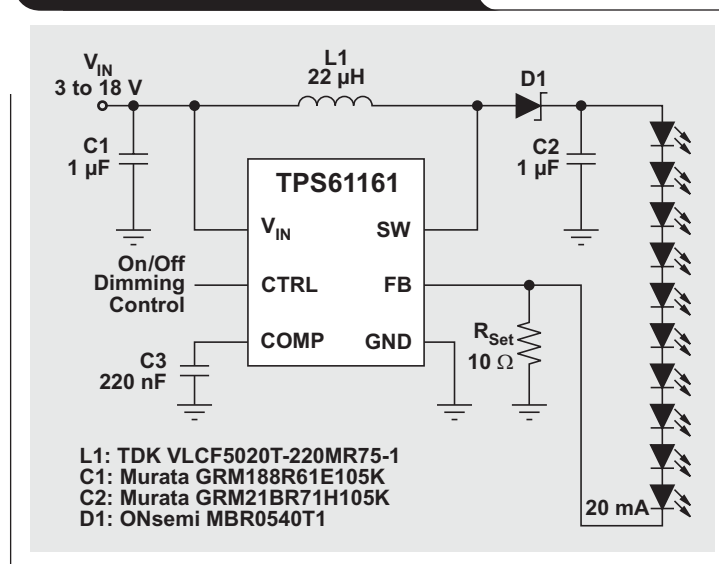 V_IN
3 to 18 V
L1
22 µH
D1
C1
1 µF
C2
1 µF
TPS61161
V_IN
SW
On/Off
Dimming
Control
CTRL
FB
COMP
GND
C3
220 nF
R_Set
10 Ω
20 mA
L1: TDK VLCF5020T-220MR75-1
C1: Murata GRM188R61E105K
C2: Murata GRM21BR71H105K
D1: ONsemi MBR0540T1